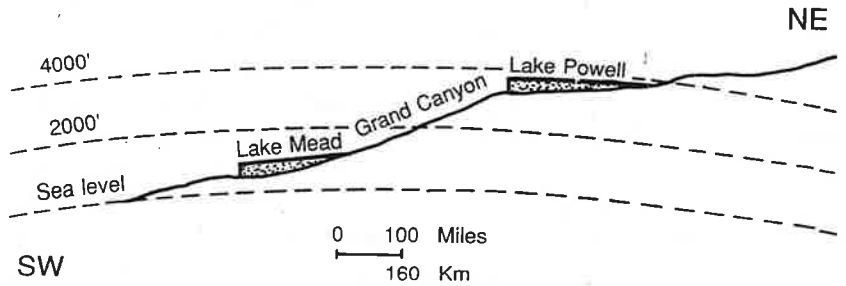 NE
4000'
Lake Powell
Grand Canyon
2000'
Lake Mead
Sea level
0 100 Miles
160 Km
SW